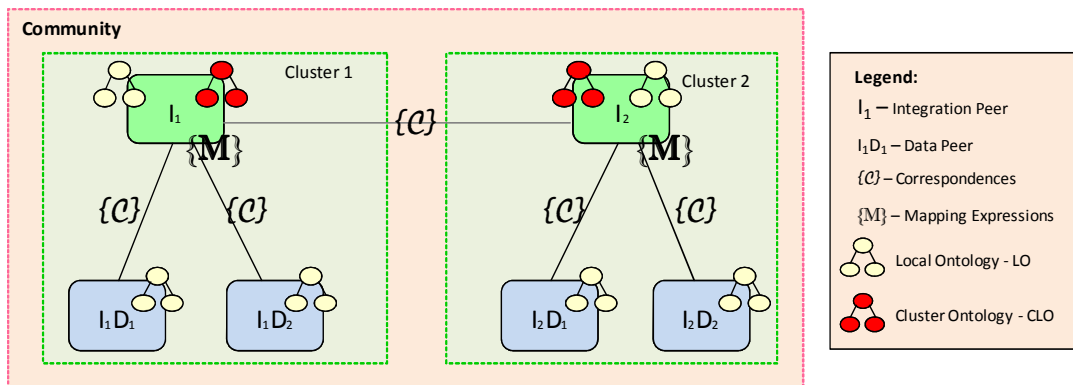 Community
Cluster 1
Cluster 2
I₁
{C}
I₂
{M}
{M}
{C}
{C}
{C}
{C}
I₁D₁
I₁D₂
I₂D₁
I₂D₂
Legend:
I₁ – Integration Peer
I₁D₁ – Data Peer
{C} – Correspondences
{M} – Mapping Expressions
Local Ontology - LO
Cluster Ontology - CLO